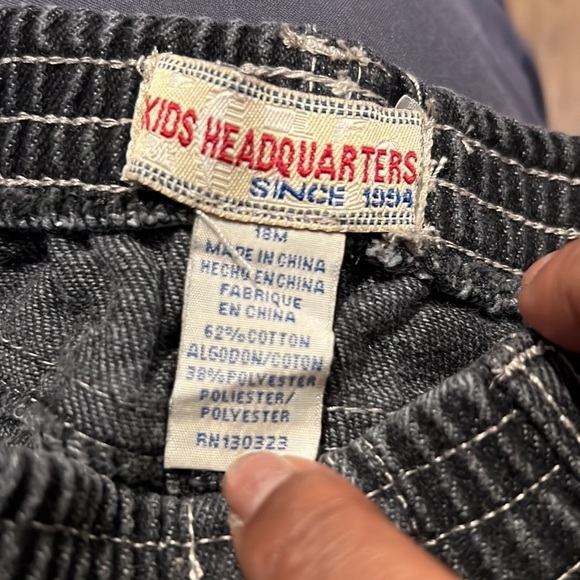 KIDS HEADQUARTERS
SINCE 1994
18M
MADE IN CHINA
HECHO EN CHINA
FABRIQUE
EN CHINA
62% COTTON
ALGODON/COTON
38% POLYESTER
POLIESTER/
POLYESTER
RN130323